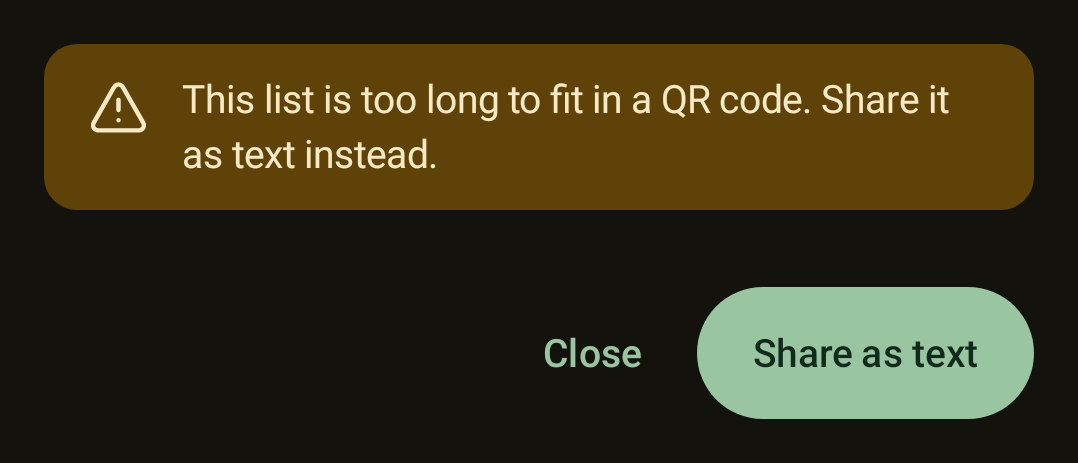 This list is too long to fit in a QR code. Share it
as text instead.
Close
Share as text